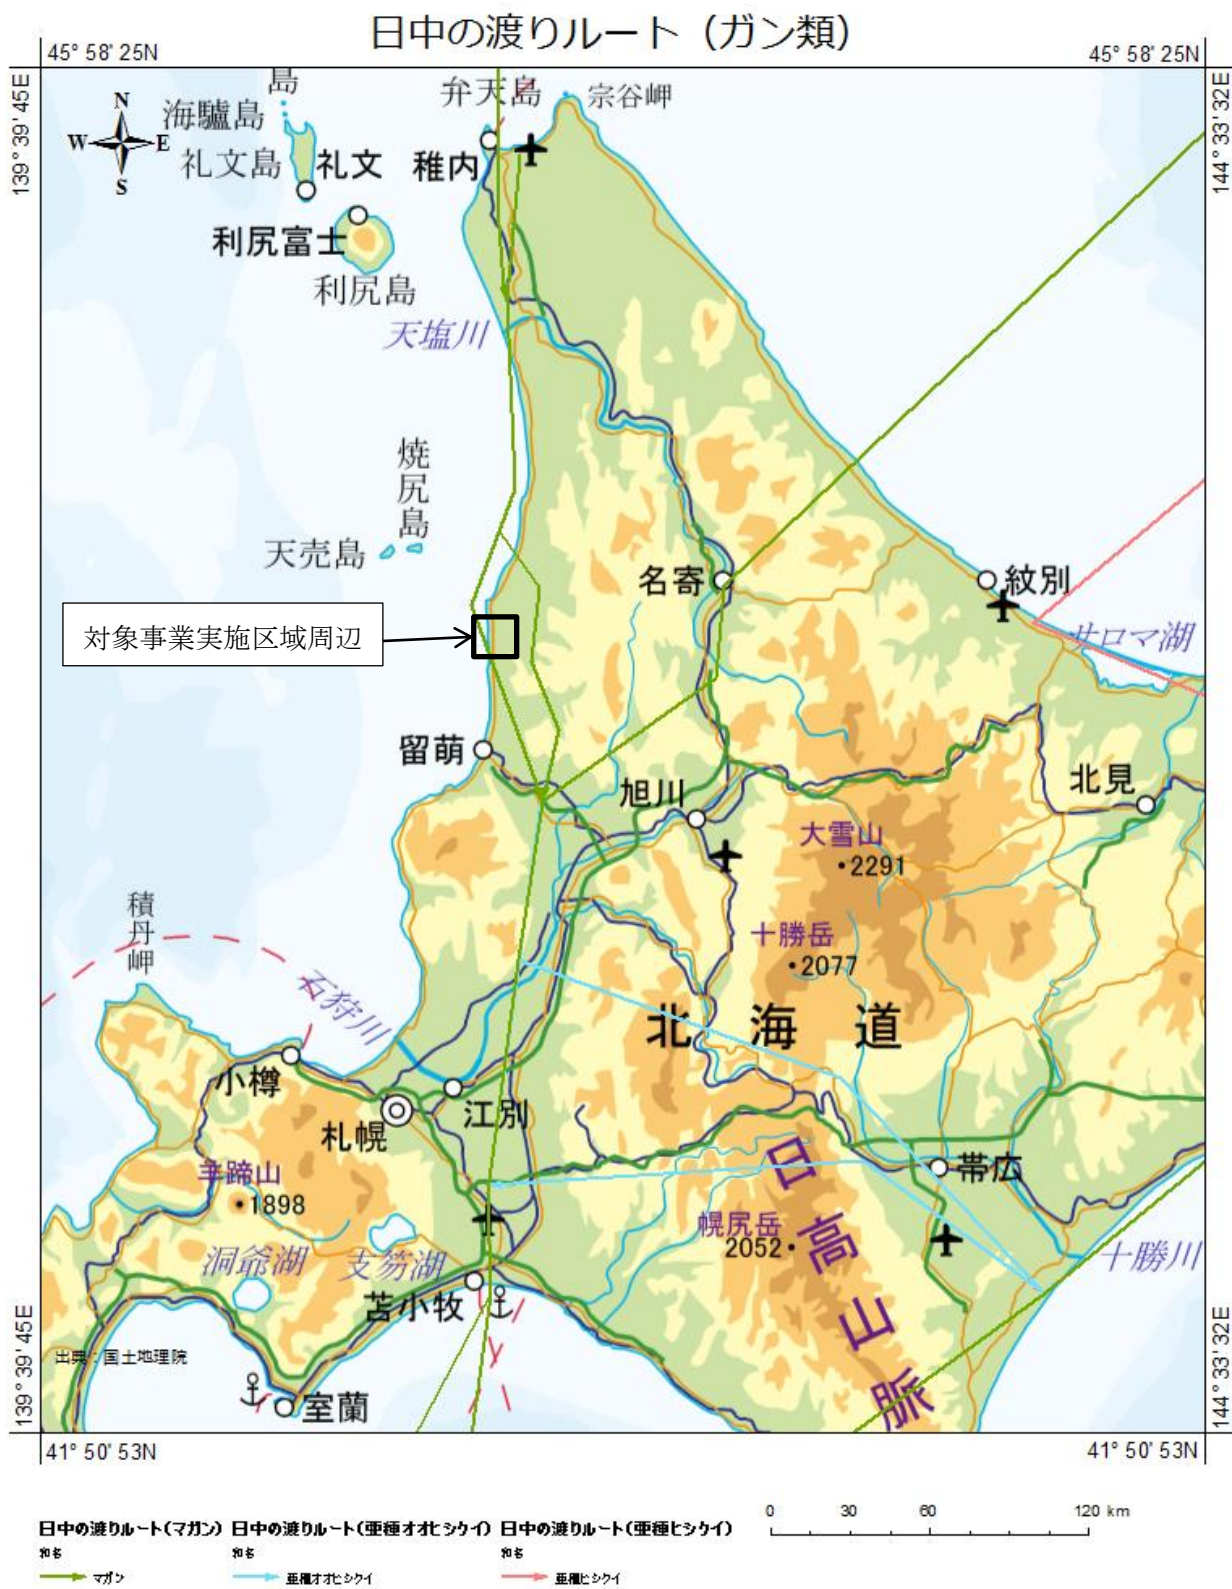 日中の渡りルート（ガン類）
45° 58' 25N
45° 58' 25N
139° 39' 45E
144° 33' 32E
N
W
E
S
島
海驢島
礼文島
礼文
利尻富士
利尻島
弁天島
宗谷岬
稚内
天塩川
焼尻島
天売島
名寄
紋別
サロマ湖
対象事業実施区域周辺
留萌
旭川
北見
大雪山
2291
十勝岳
2077
積丹岬
石狩川
北海道
小樽
江別
札幌
羊蹄山
1898
帯広
日高山脈
幌尻岳
2052
洞爺湖
支笏湖
苫小牧
十勝川
出典：国土地理院
室蘭
139° 39' 45E
144° 33' 32E
41° 50' 53N
41° 50' 53N
0 30 60 120 km
日中の渡りルート(マガン) 日中の渡りルート(亜種オオヒシクイ) 日中の渡りルート(亜種ヒシクイ)
和名 和名 和名
マガン 亜種オオヒシクイ 亜種ヒシクイ